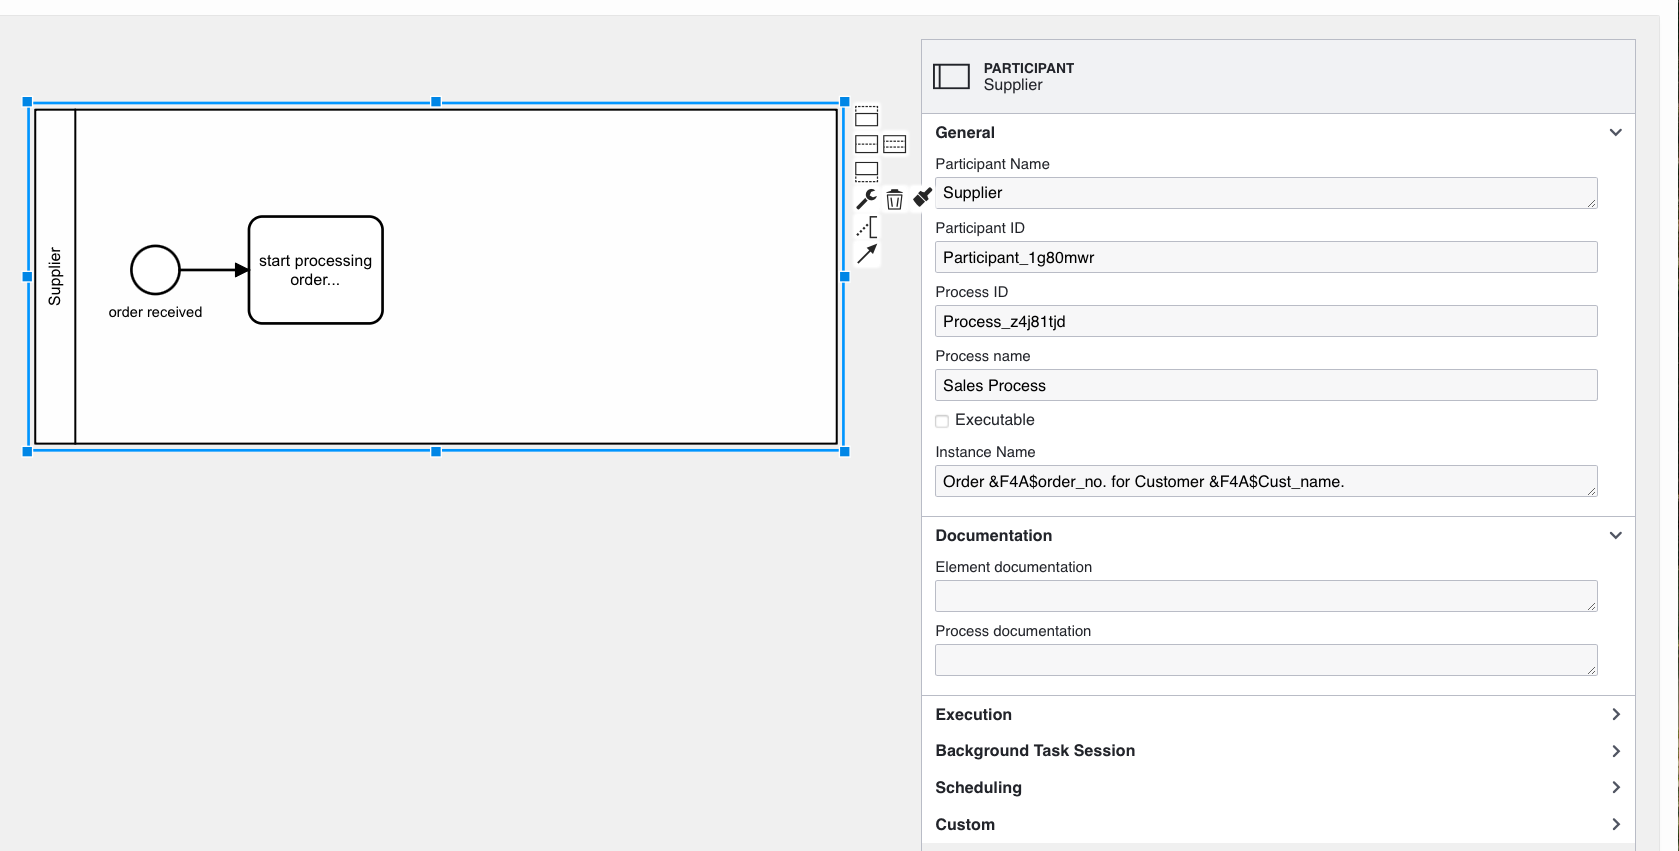 Supplier
order received
start processing
order...
PARTICIPANT
Supplier
General
Participant Name
Supplier
Participant ID
Participant_1g80mwr
Process ID
Process_z4j81tjd
Process name
Sales Process
Executable
Instance Name
Order &F4A$order_no. for Customer &F4A$Cust_name.
Documentation
Element documentation
Process documentation
Execution
Background Task Session
Scheduling
Custom